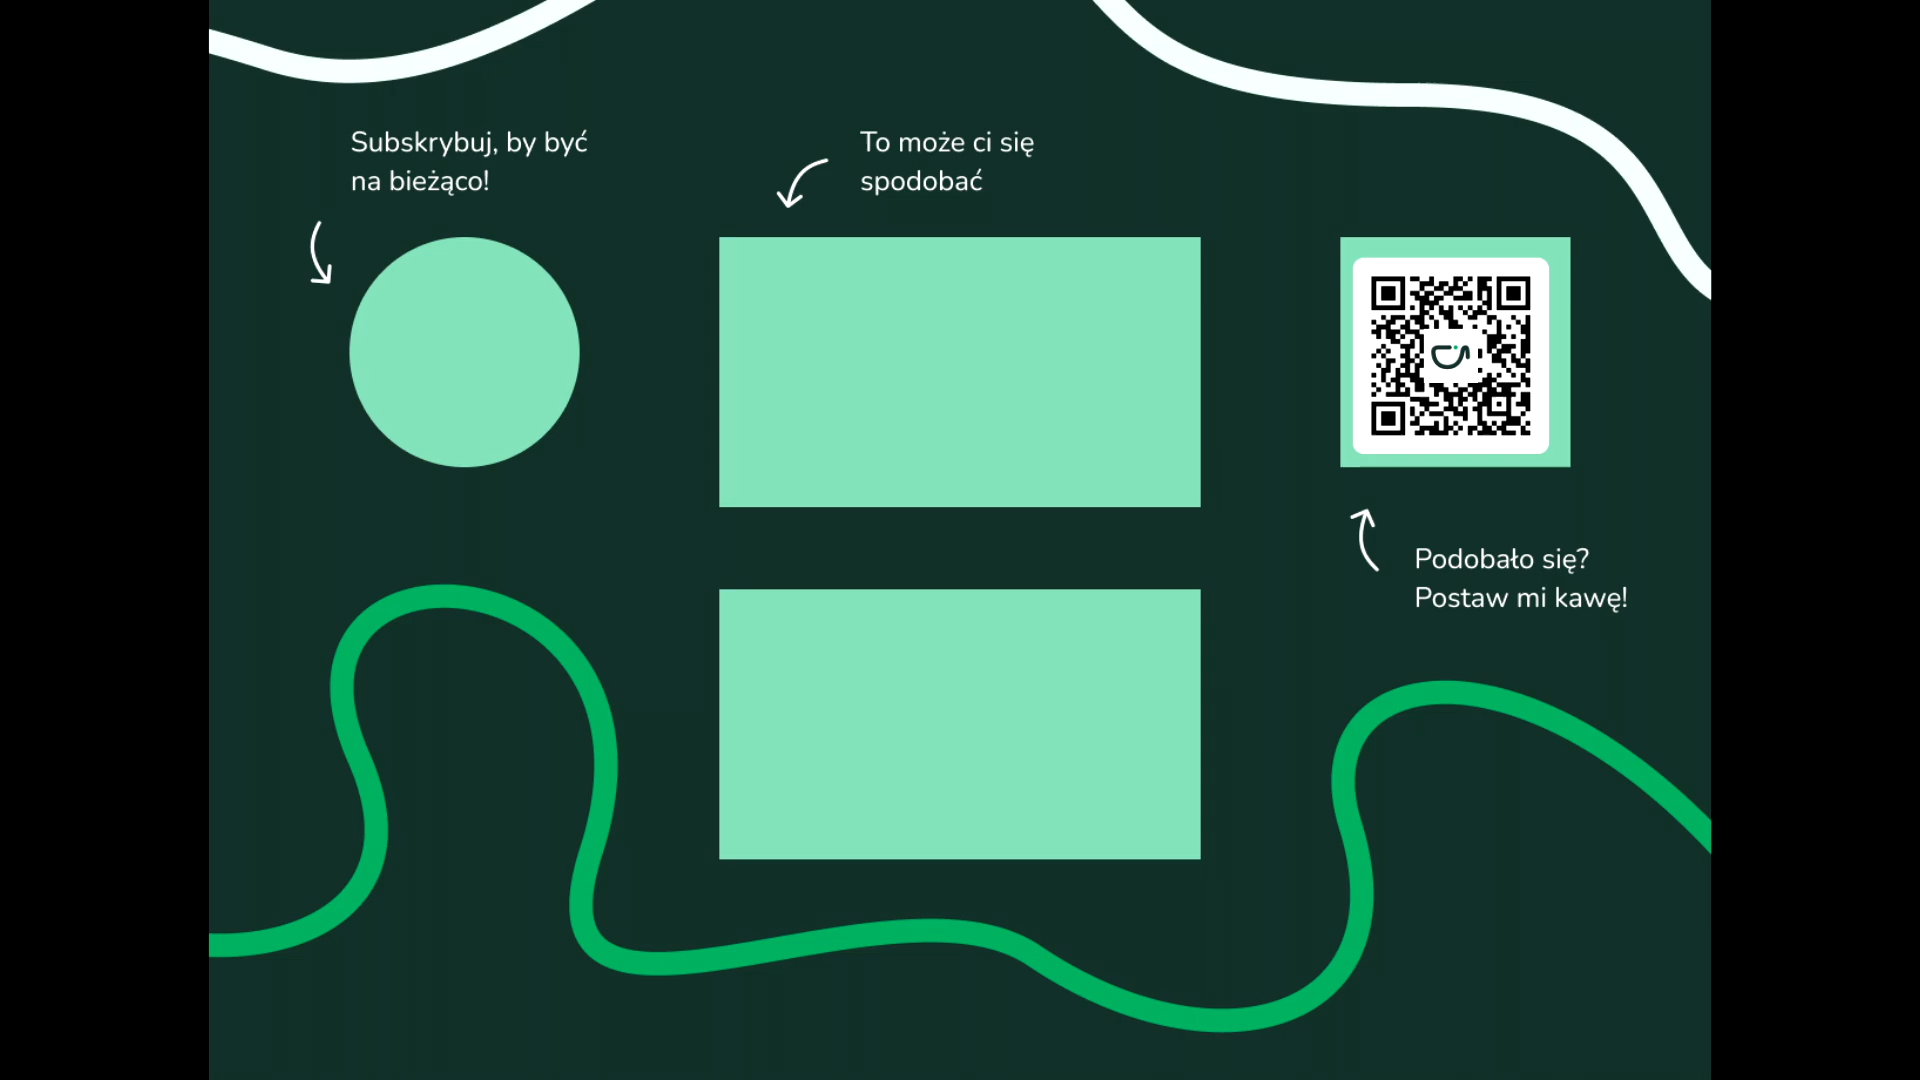 Subskrybuj, by być
na bieżąco!
To może ci się
spodobać
Podobało się?
Postaw mi kawę!